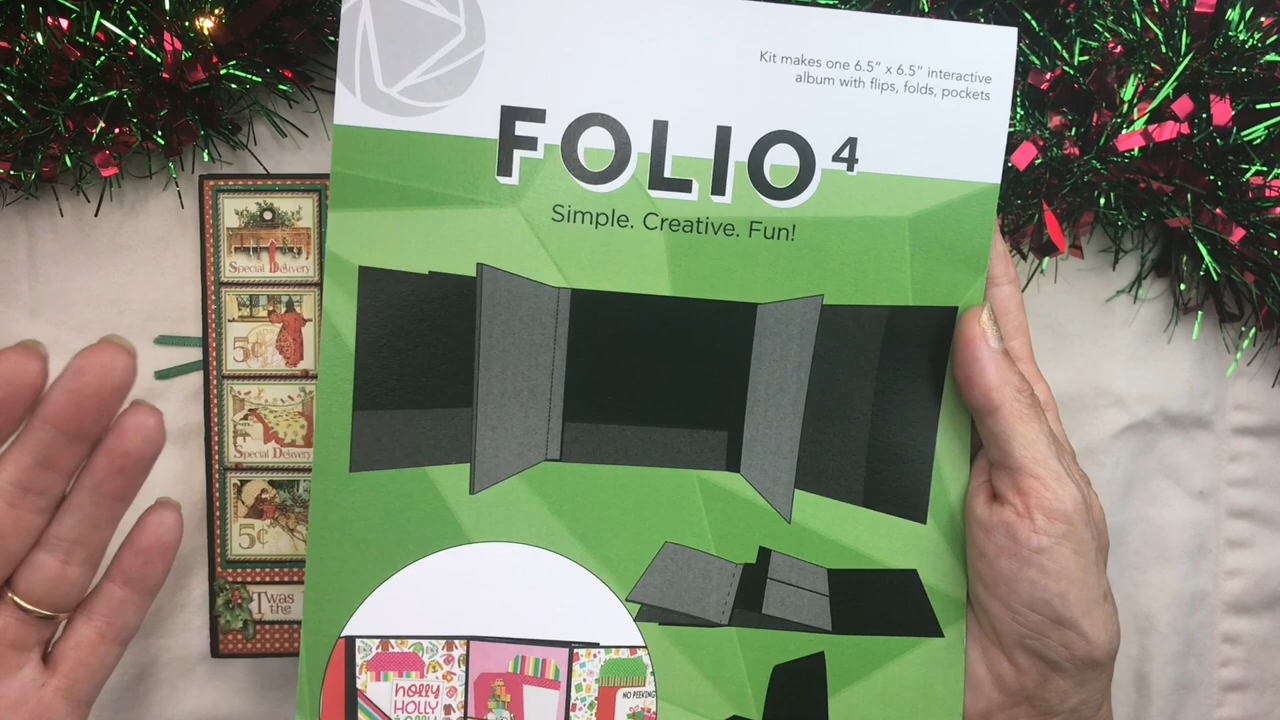 Kit makes one 6.5" x 6.5" interactive
album with flips, folds, pockets
FOLIO4
Simple. Creative. Fun!
Special Delivery
5¢
Special Delivery
5¢
Twas
the
HOLLY
HOLLY
NO PEEKING